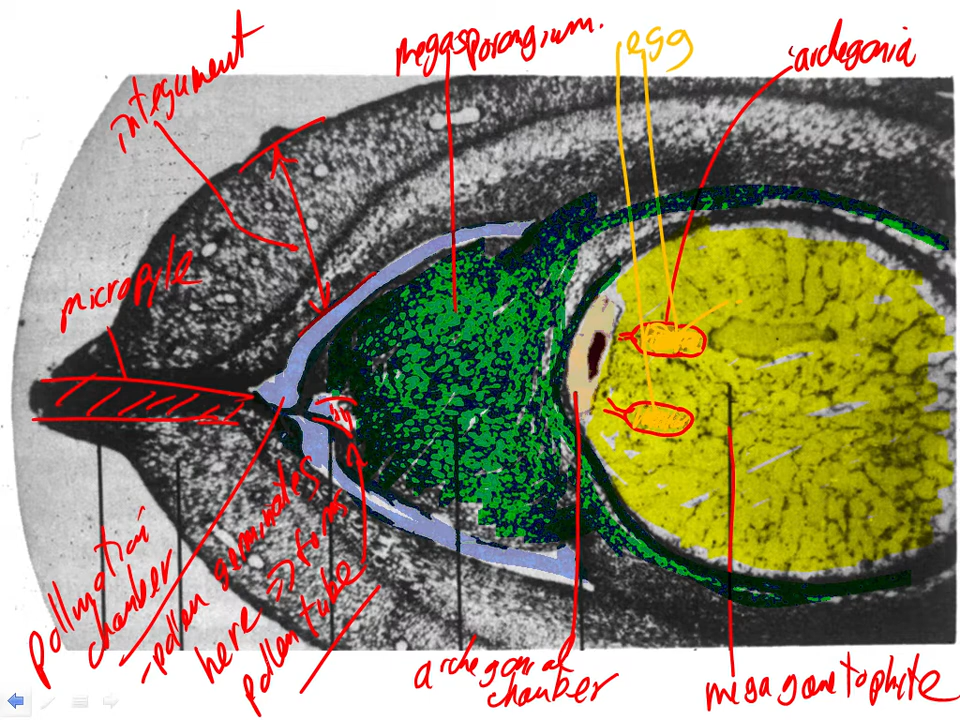 integument
megasporangium.
egg
archegonia
micropyle
pollination
chamber
-pollen germinates
here => forms
pollen tube
archegonial
chamber
megagametophyte